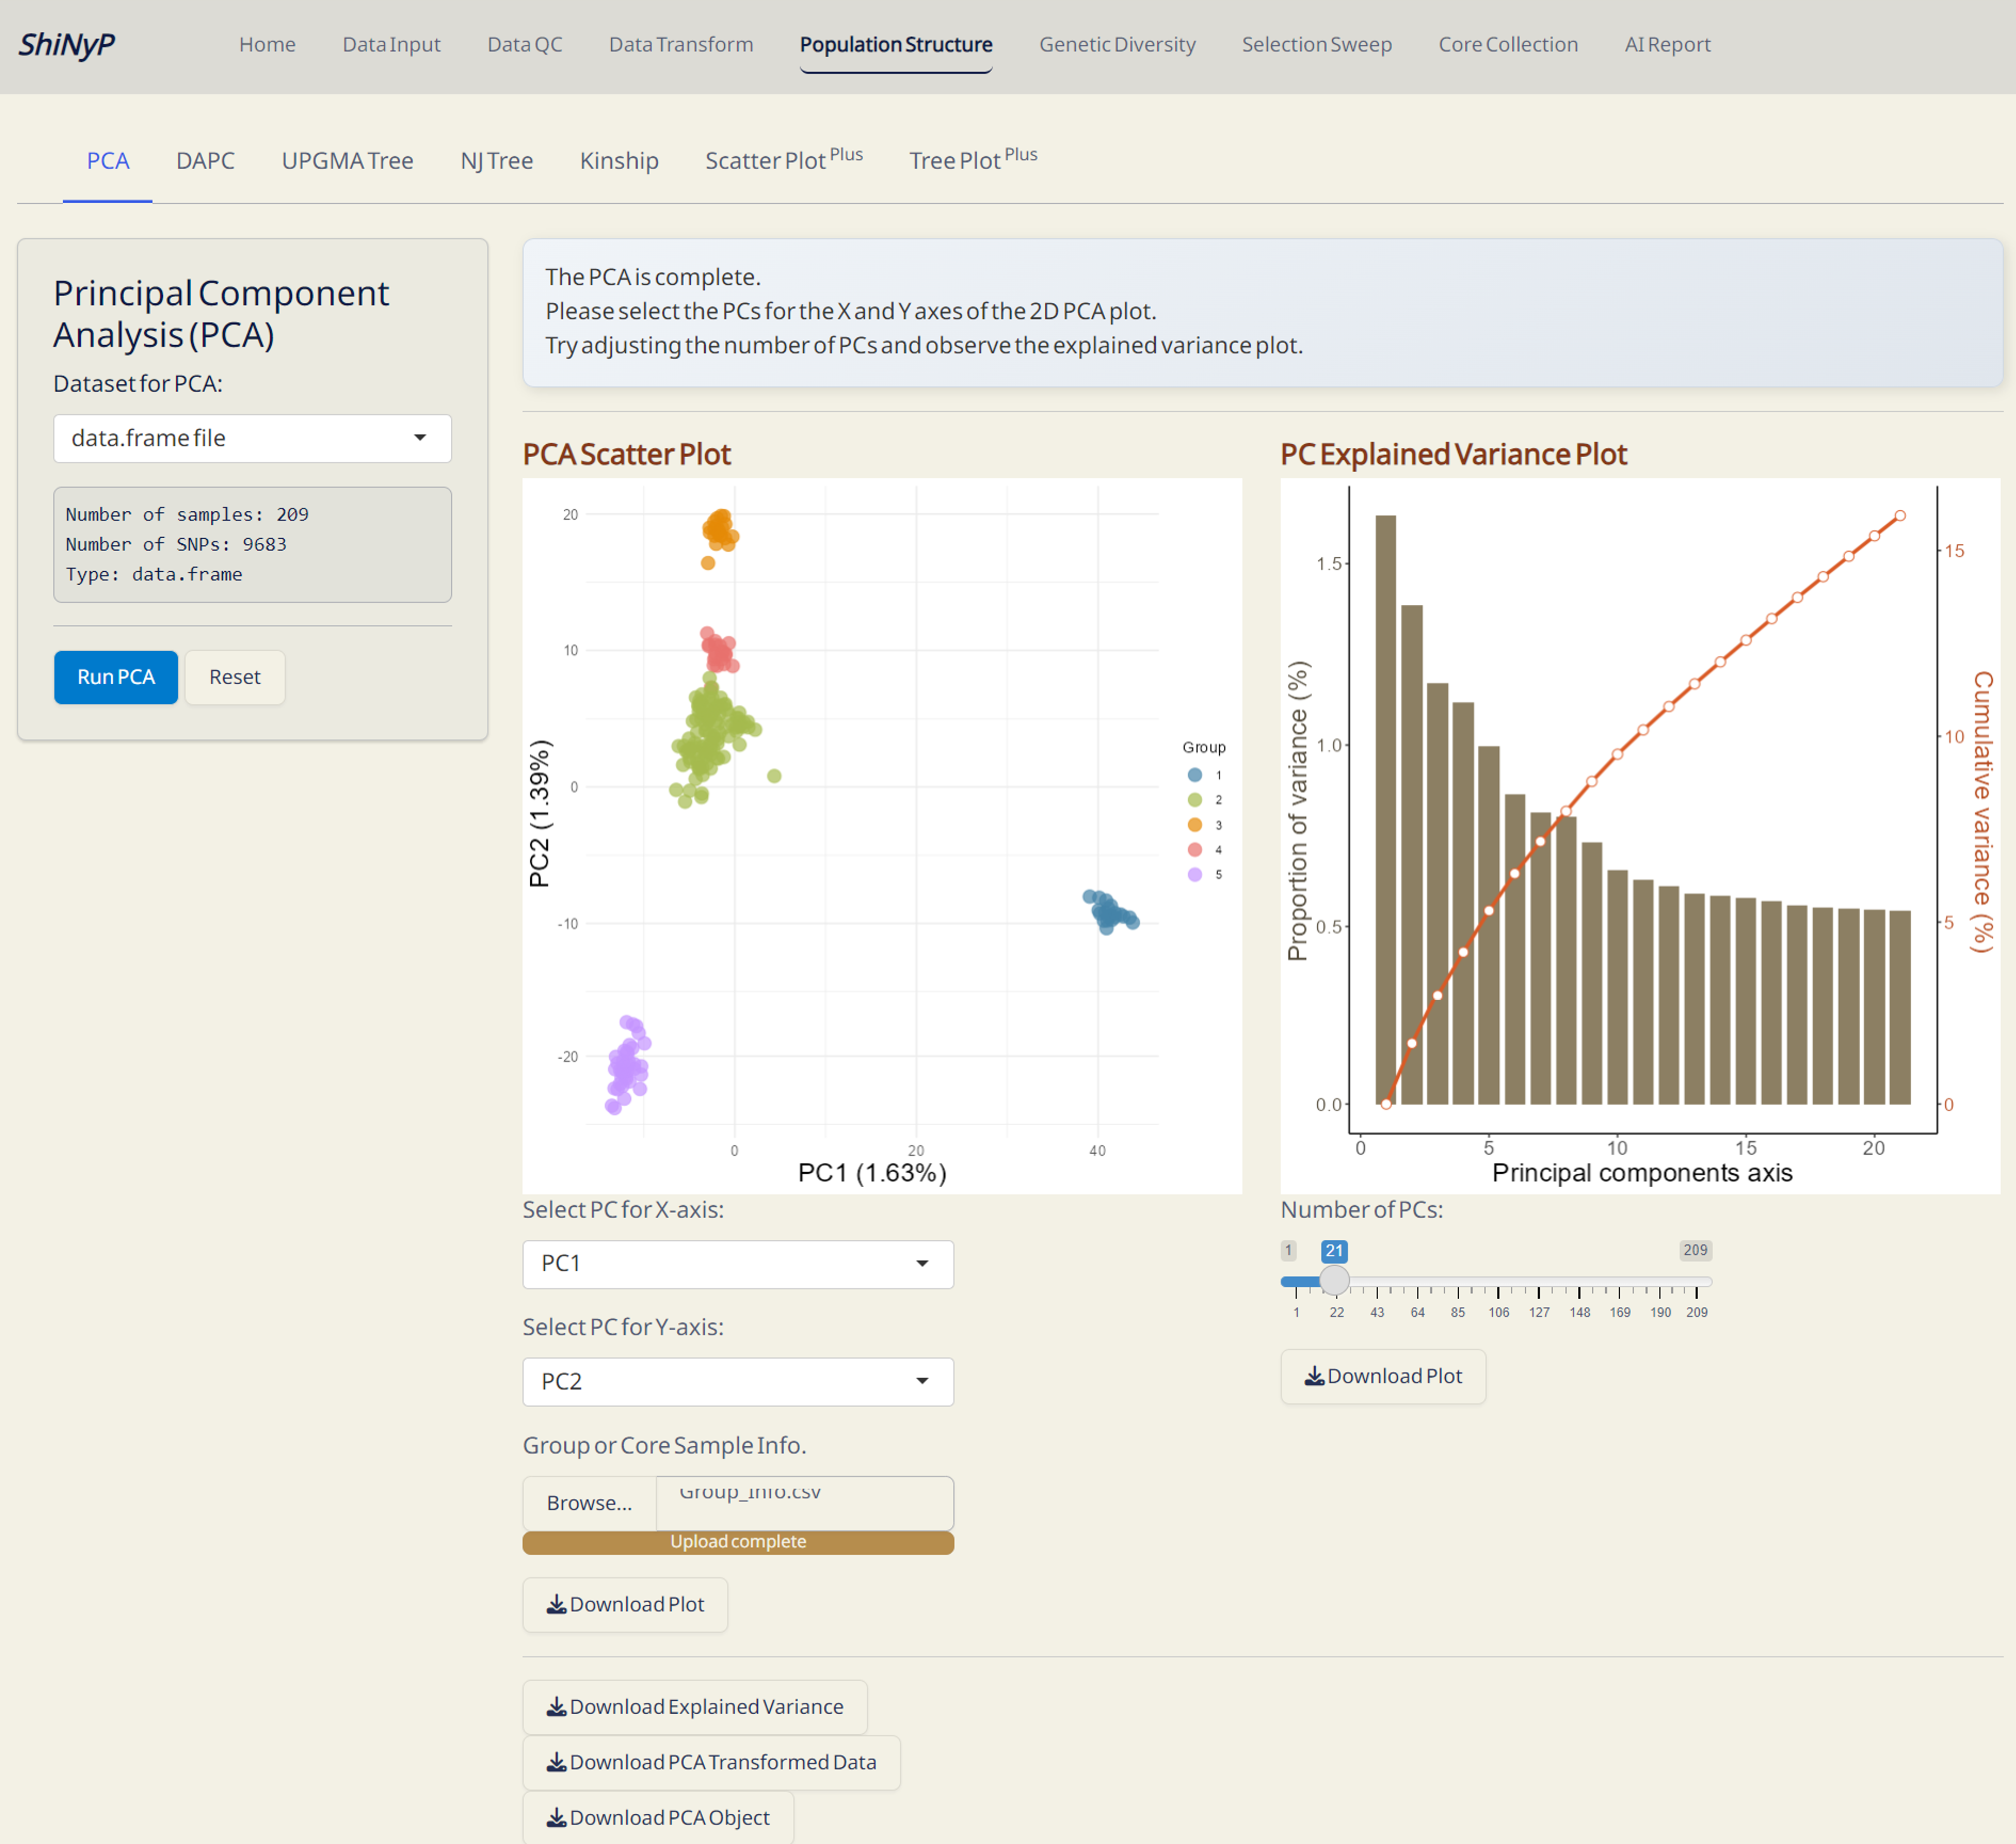 ShiNyP
Home
Data Input
Data QC
Data Transform
Population Structure
Genetic Diversity
Selection Sweep
Core Collection
AI Report
PCA
DAPC
UPGMA Tree
NJ Tree
Kinship
Scatter Plot Plus
Tree Plot Plus
Principal Component
Analysis (PCA)
Dataset for PCA:
data.frame file
Number of samples: 209
Number of SNPs: 9683
Type: data.frame
Run PCA
Reset
The PCA is complete.
Please select the PCs for the X and Y axes of the 2D PCA plot.
Try adjusting the number of PCs and observe the explained variance plot.
PCA Scatter Plot
20
10
0
-10
-20
PC2 (1.39%)
0
20
40
PC1 (1.63%)
Group
1
2
3
4
5
Select PC for X-axis:
PC1
Select PC for Y-axis:
PC2
Group or Core Sample Info.
Browse...
Group_Info.csv
Upload complete
Download Plot
Download Explained Variance
Download PCA Transformed Data
Download PCA Object
PC Explained Variance Plot
Proportion of variance (%)
1.5
1.0
0.5
0.0
0
5
10
15
20
Principal components axis
15
10
5
0
Cumulative variance (%)
Number of PCs:
1
21
209
1
22
43
64
85
106
127
148
169
190
209
Download Plot